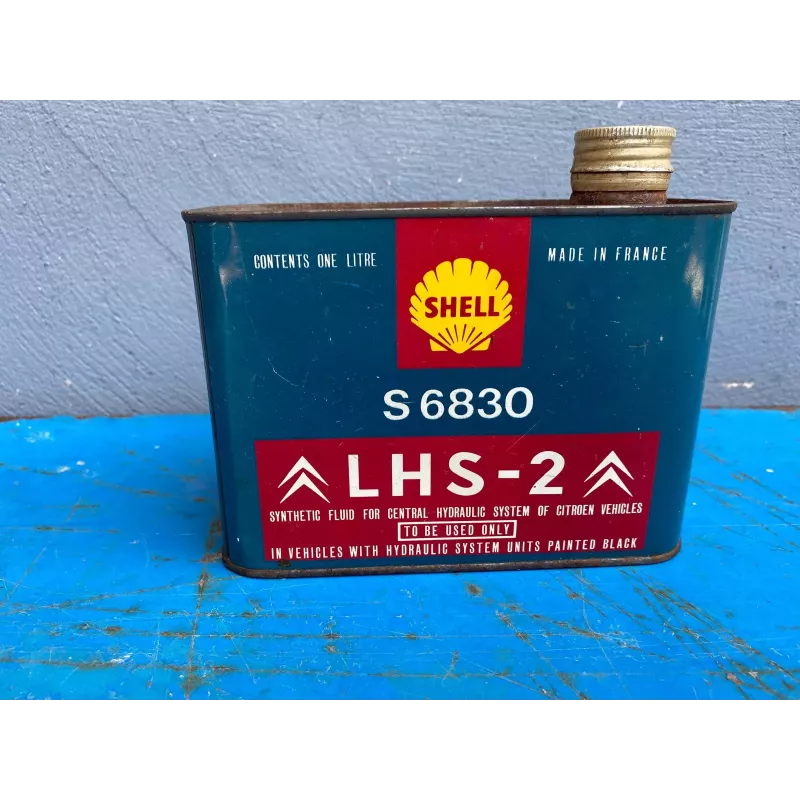 CONTENTS ONE LITRE
MADE IN FRANCE
SHELL
S 6830
LHS-2
SYNTHETIC FLUID FOR CENTRAL HYDRAULIC SYSTEM OF CITROEN VEHICLES
TO BE USED ONLY
IN VEHICLES WITH HYDRAULIC SYSTEM UNITS PAINTED BLACK